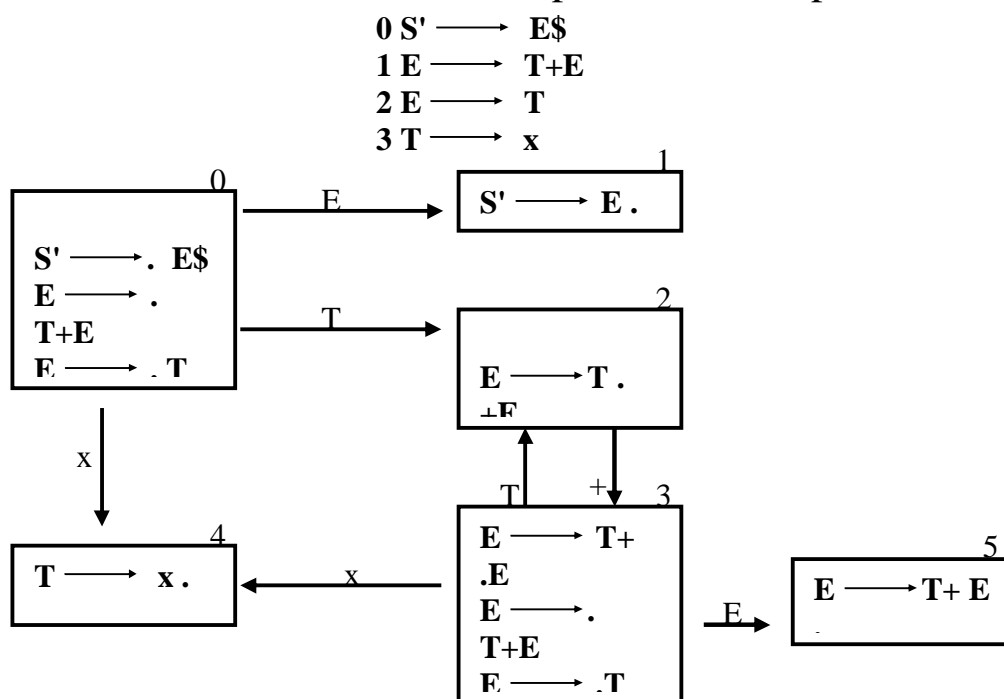 0 S' → E$
1 E → T+E
2 E → T
3 T → x
0
S' → . E$
E → .
T+E
E → . T
E
1
S' → E .
T
2
E → T .
+E
x
T
+
3
E → T+
.E
E → .
T+E
E → .T
4
T → x .
x
E
5
E → T+ E
.